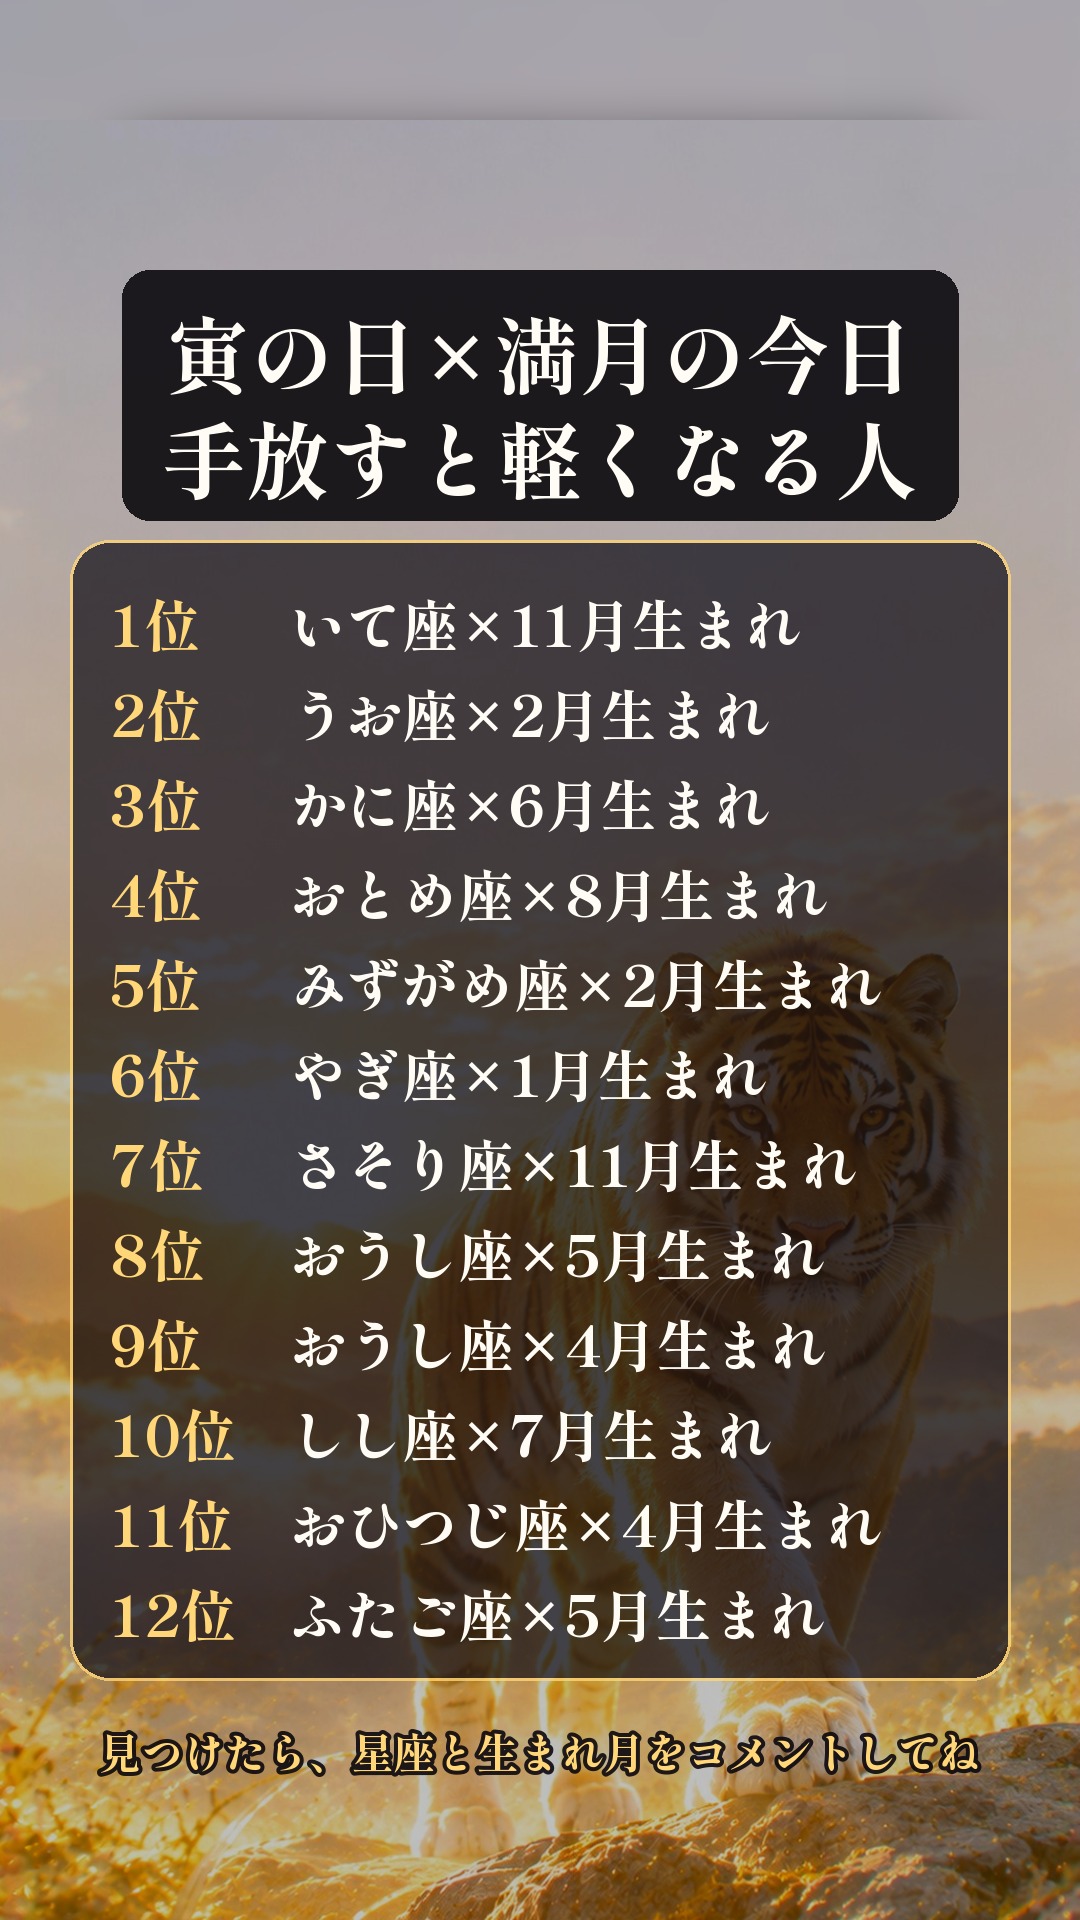 寅の日×満月の今日
手放すと軽くなる人
1位 いて座×11月生まれ
2位 うお座×2月生まれ
3位 かに座×6月生まれ
4位 おとめ座×8月生まれ
5位 みずがめ座×2月生まれ
6位 やぎ座×1月生まれ
7位 さそり座×11月生まれ
8位 おうし座×5月生まれ
9位 おうし座×4月生まれ
10位 しし座×7月生まれ
11位 おひつじ座×4月生まれ
12位 ふたご座×5月生まれ
見つけたら、星座と生まれ月をコメントしてね